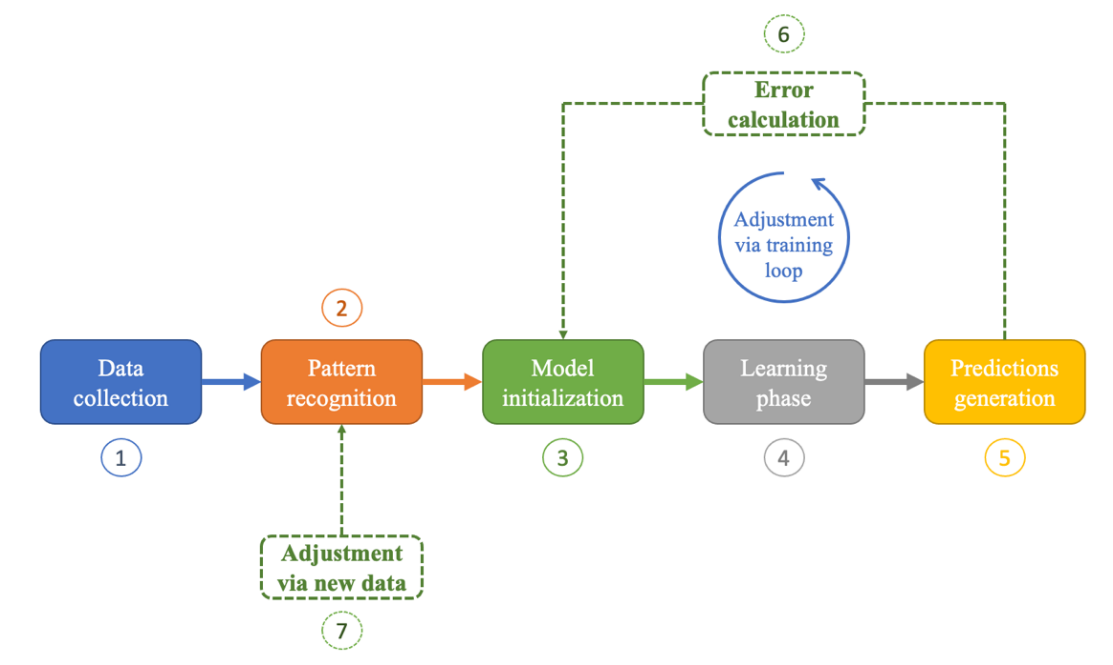 6
Error
calculation
Adjustment
via training
loop
2
Data
collection
Pattern
recognition
Model
initialization
Learning
phase
Predictions
generation
1
3
4
5
Adjustment
via new data
7